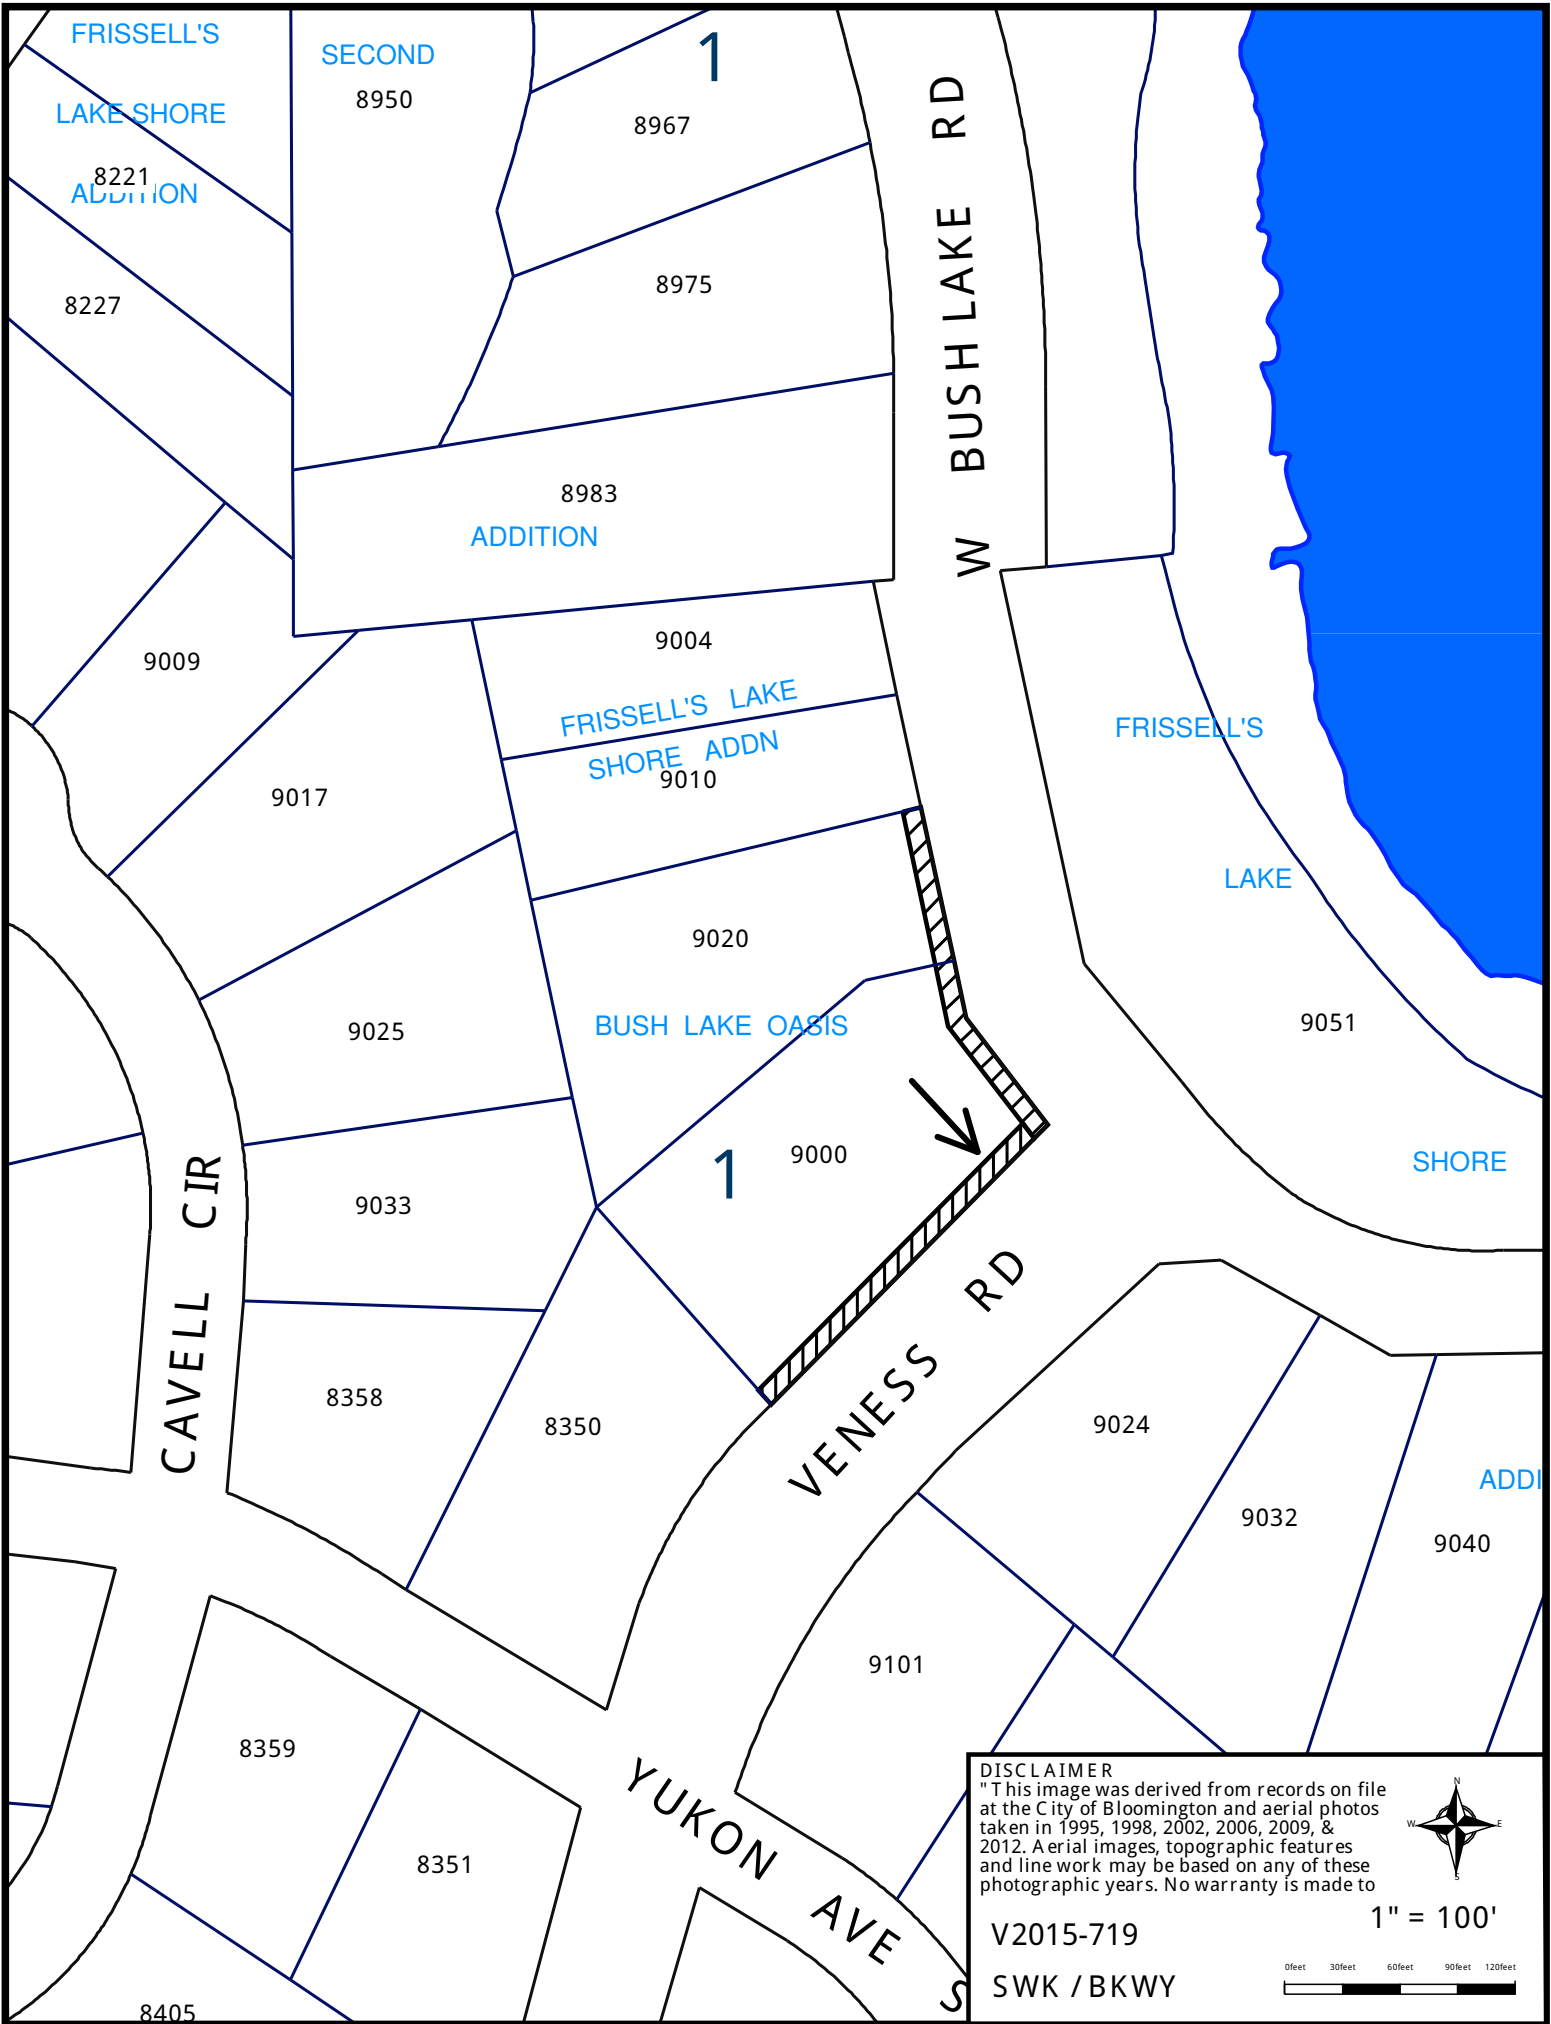 FRISSELL'S
SECOND
1
8950
LAKE SHORE
8967
8221
ADDITION
8975
8227
W BUSH LAKE RD
8983
ADDITION
9004
9009
FRISSELL'S LAKE
SHORE ADDN
9010
FRISSELL'S
9017
LAKE
9020
BUSH LAKE OASIS
9051
9025
1
9000
SHORE
9033
CAVELL CIR
VENESS RD
8358
8350
9024
ADDI
9032
9040
9101
8359
8351
YUKON AVE S
8405
DISCLAIMER
"This image was derived from records on file
at the City of Bloomington and aerial photos
taken in 1995, 1998, 2002, 2006, 2009, &
2012. Aerial images, topographic features
and line work may be based on any of these
photographic years. No warranty is made to
N
W E
S
1" = 100'
V2015-719
SWK / BKWY
0feet 30feet 60feet 90feet 120feet